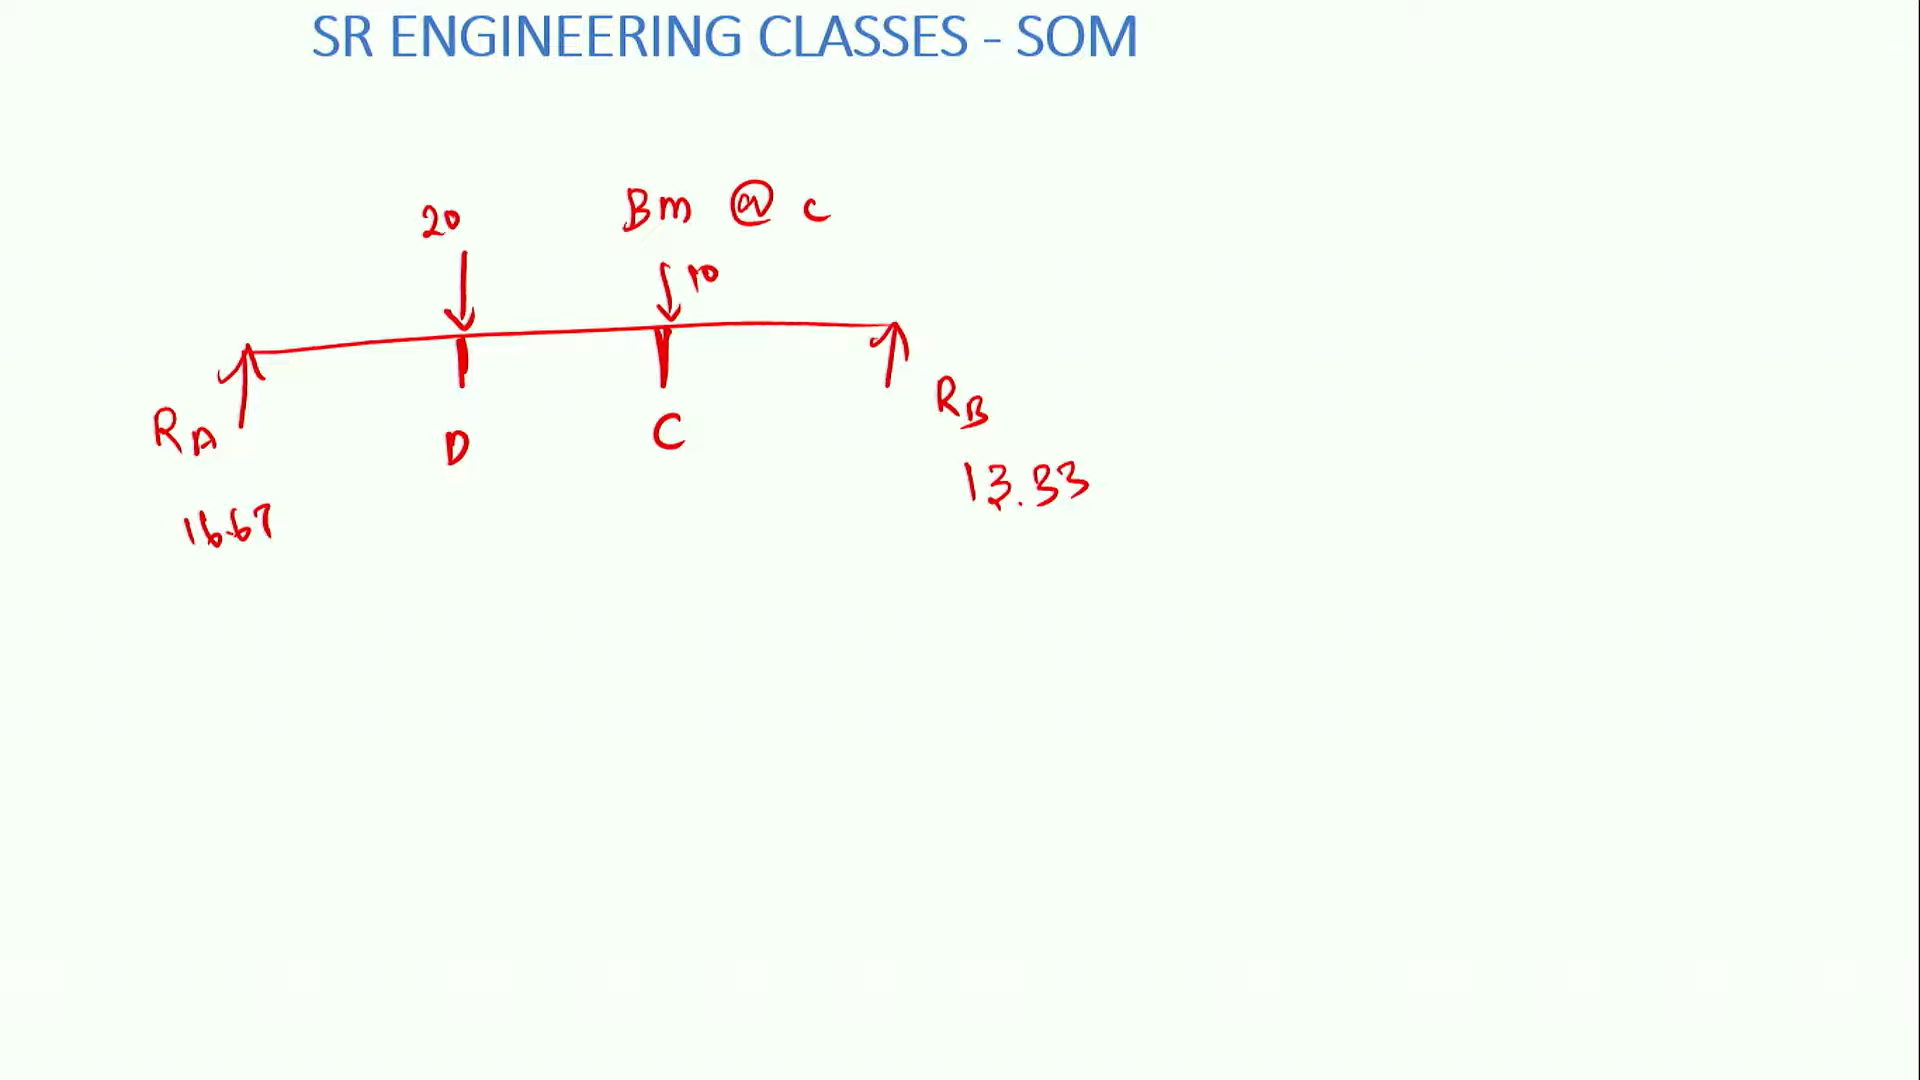 SR ENGINEERING CLASSES - SOM
20
Bm @ c
10
RA
D
C
RB
16.67
13.33